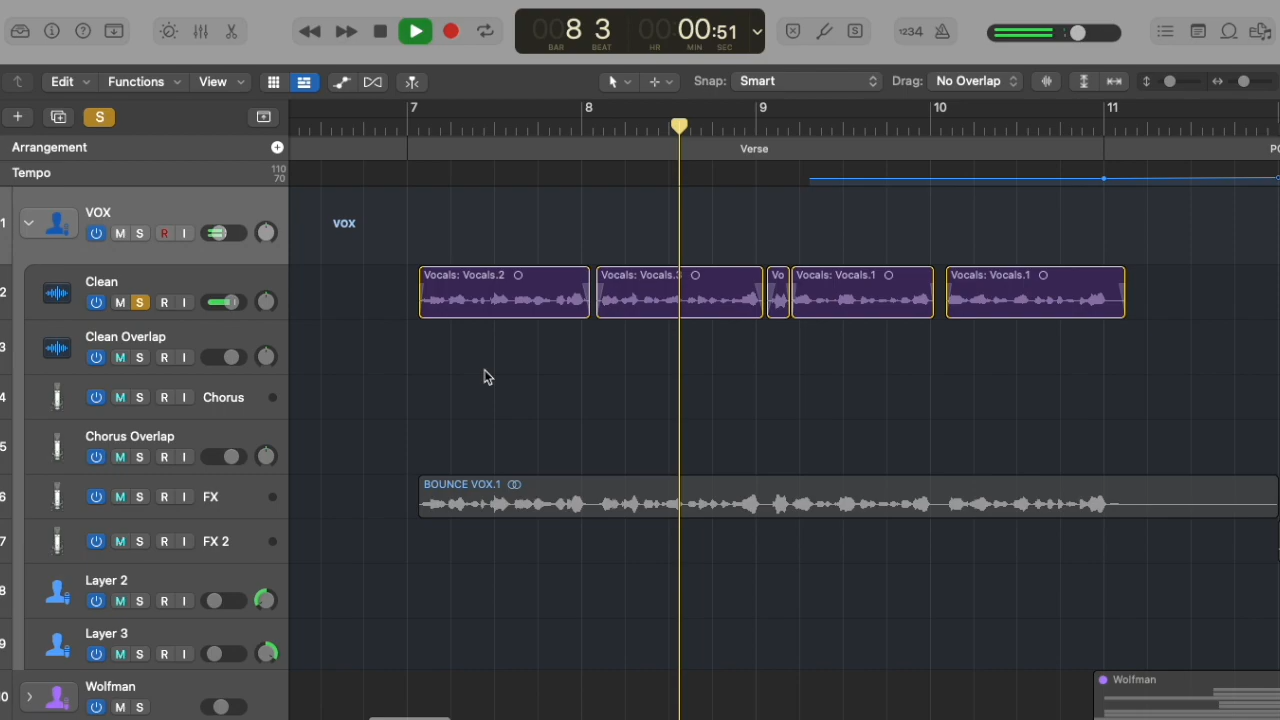 008 3
00 00:51
BAR BEAT HR MIN SEC
1234
Edit Functions View Snap: Smart Drag: No Overlap
S
7 8 9 10 11
Arrangement Verse
Tempo 110
70
1 VOX VOX
M S R I
2 Clean Vocals: Vocals.2 Vocals: Vocals.3 Vo Vocals: Vocals.1 Vocals: Vocals.1
M S R I
3 Clean Overlap
M S R I
4 M S R I Chorus
5 Chorus Overlap
M S R I
6 M S R I FX BOUNCE VOX.1
7 M S R I FX 2
8 Layer 2
M S R I
9 Layer 3
M S R I
10 Wolfman Wolfman
M S